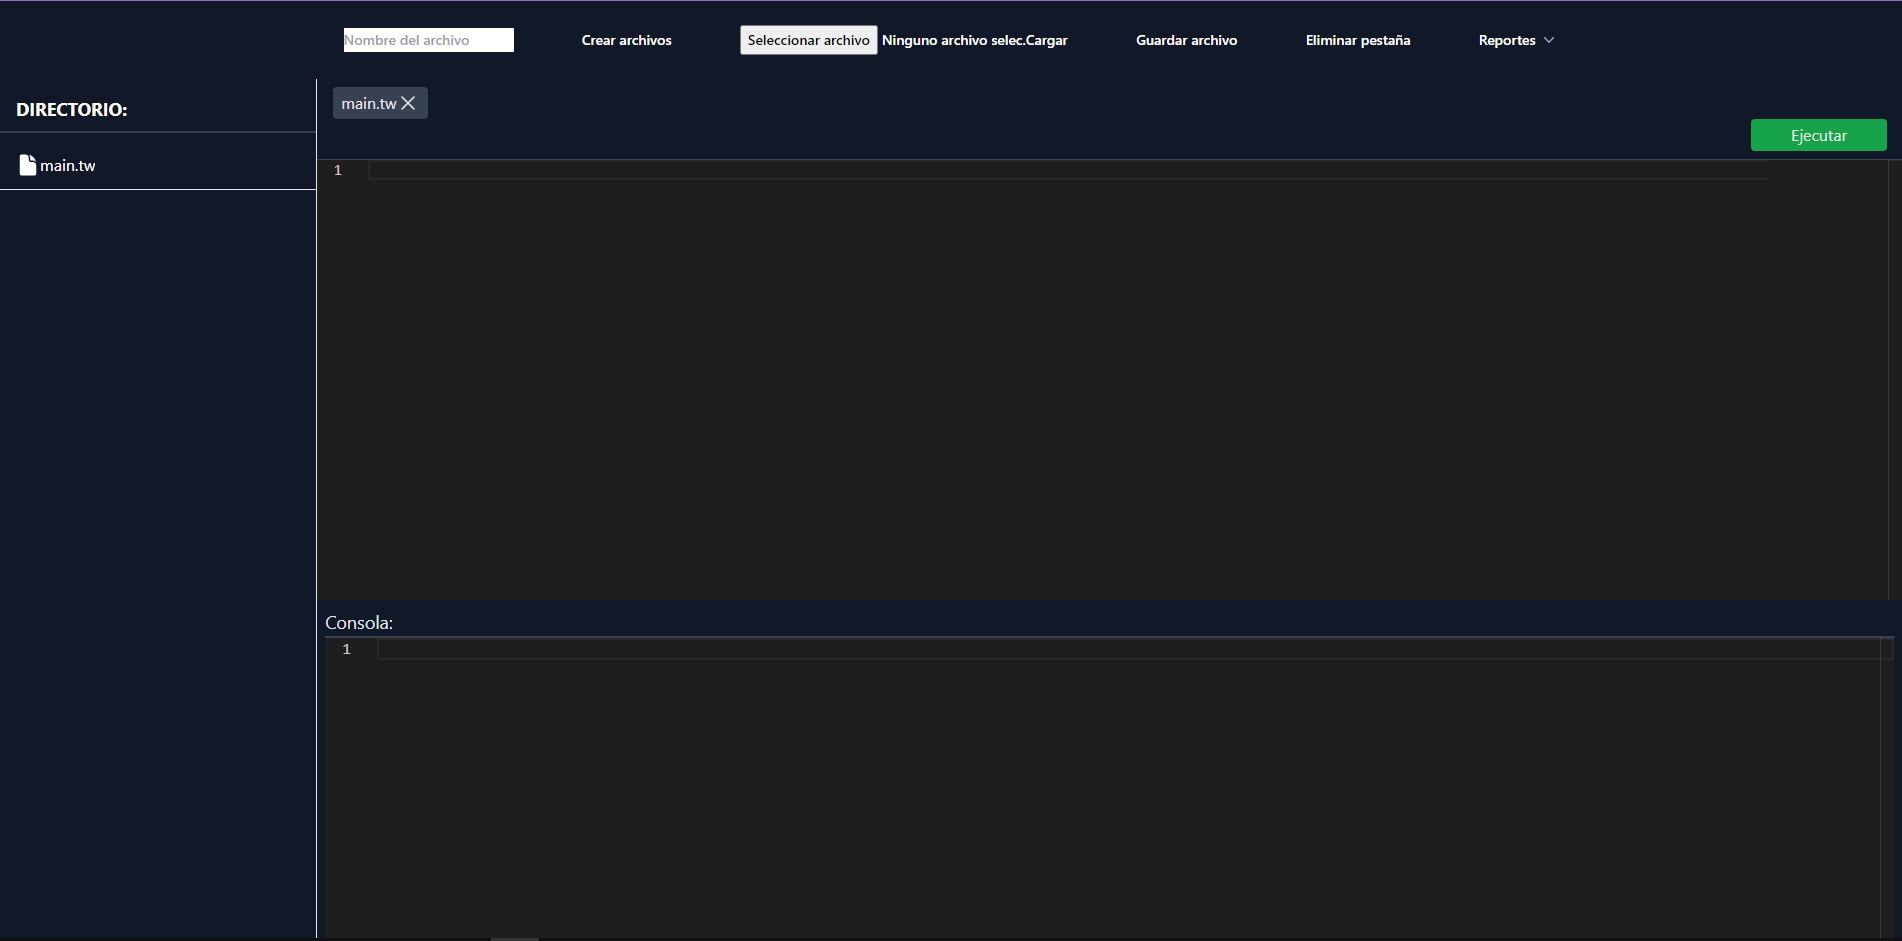 Nombre del archivo Crear archivos Seleccionar archivo Ninguno archivo selec.Cargar Guardar archivo Eliminar pestaña Reportes
DIRECTORIO:
main.tw
main.tw
Ejecutar
1
Consola:
1